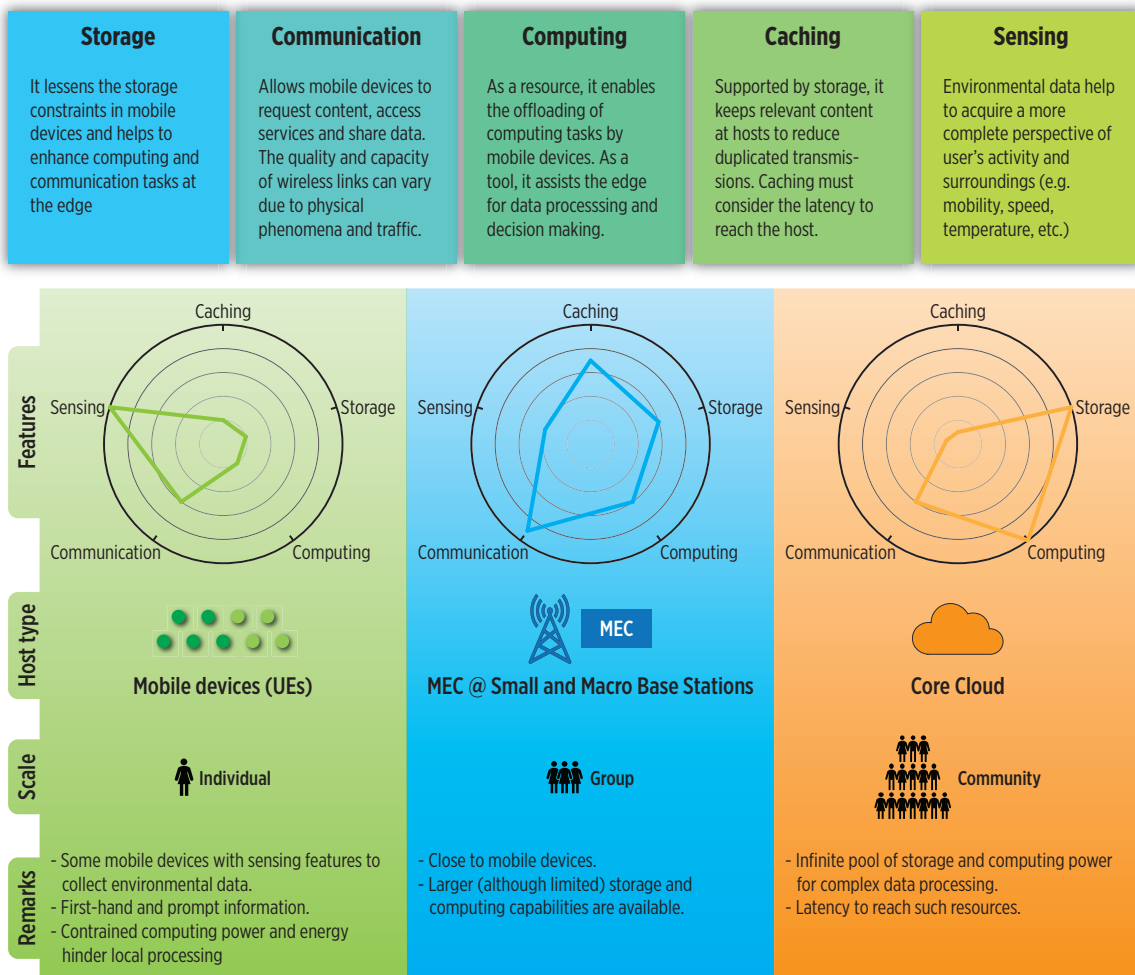 Storage
It lessens the storage
constraints in mobile
devices and helps to
enhance computing and
communication tasks at
the edge
Communication
Allows mobile devices to
request content, access
services and share data.
The quality and capacity
of wireless links can vary
due to physical
phenomena and traffic.
Computing
As a resource, it enables
the offloading of
computing tasks by
mobile devices. As a
tool, it assists the edge
for data processsing and
decision making.
Caching
Supported by storage, it
keeps relevant content
at hosts to reduce
duplicated transmis-
sions. Caching must
consider the latency to
reach the host.
Sensing
Environmental data help
to acquire a more
complete perspective of
user's activity and
surroundings (e.g.
mobility, speed,
temperature, etc.)
Features
Caching
Sensing
Storage
Communication
Computing
Caching
Sensing
Storage
Communication
Computing
Caching
Sensing
Storage
Communication
Computing
Host type
Mobile devices (UEs)
MEC
MEC @ Small and Macro Base Stations
Core Cloud
Scale
Individual
Group
Community
Remarks
- Some mobile devices with sensing features to
collect environmental data.
- First-hand and prompt information.
- Contrained computing power and energy
hinder local processing
- Close to mobile devices.
- Larger (although limited) storage and
computing capabilities are available.
- Infinite pool of storage and computing power
for complex data processing.
- Latency to reach such resources.